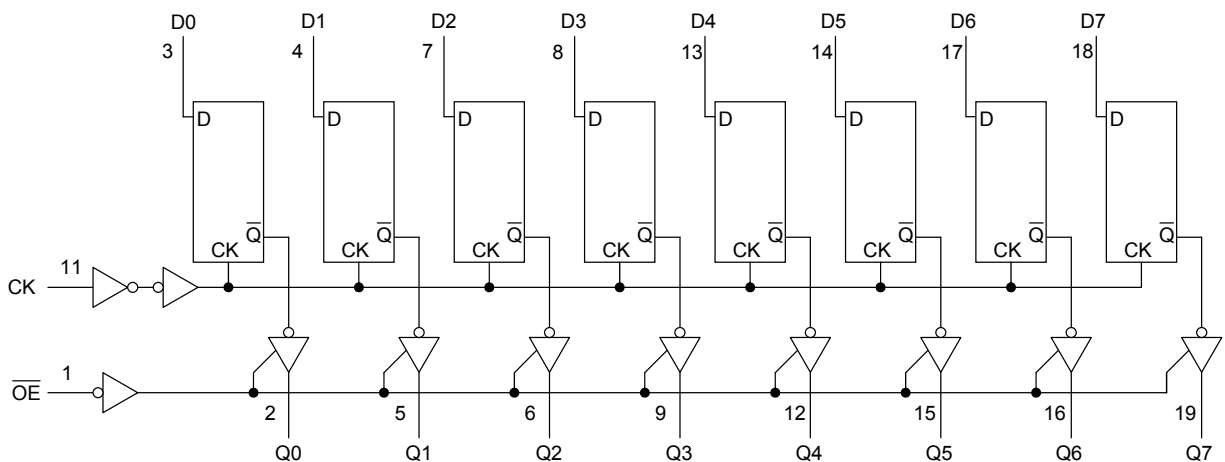 D0 D1 D2 D3 D4 D5 D6 D7
3 4 7 8 13 14 17 18
D D D D D D D D
Q̅ Q̅ Q̅ Q̅ Q̅ Q̅ Q̅ Q̅
CK CK CK CK CK CK CK CK
11
CK
1
O̅E̅
2 5 6 9 12 15 16 19
Q0 Q1 Q2 Q3 Q4 Q5 Q6 Q7